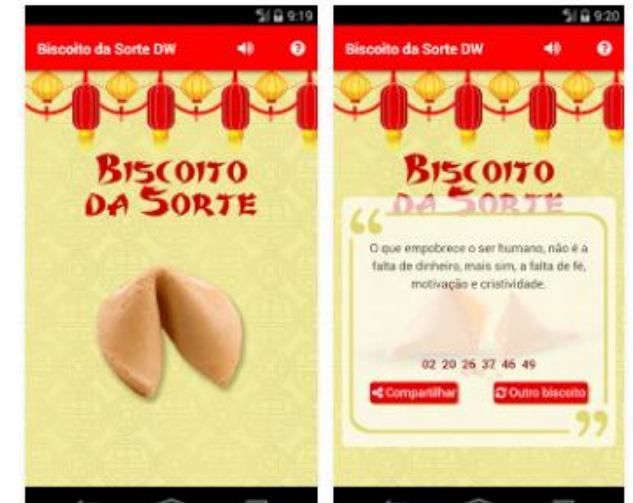 9:19
Biscoito da Sorte DW
BISCOITO
DA SORTE
9:20
Biscoito da Sorte DW
BISCOITO
DA SORTE
O que empobrece o ser humano, não é a
falta de dinheiro, mais sim, a falta de fé,
motivação e cristividade.
02 20 26 37 46 49
Compartilhar
Outro biscoito